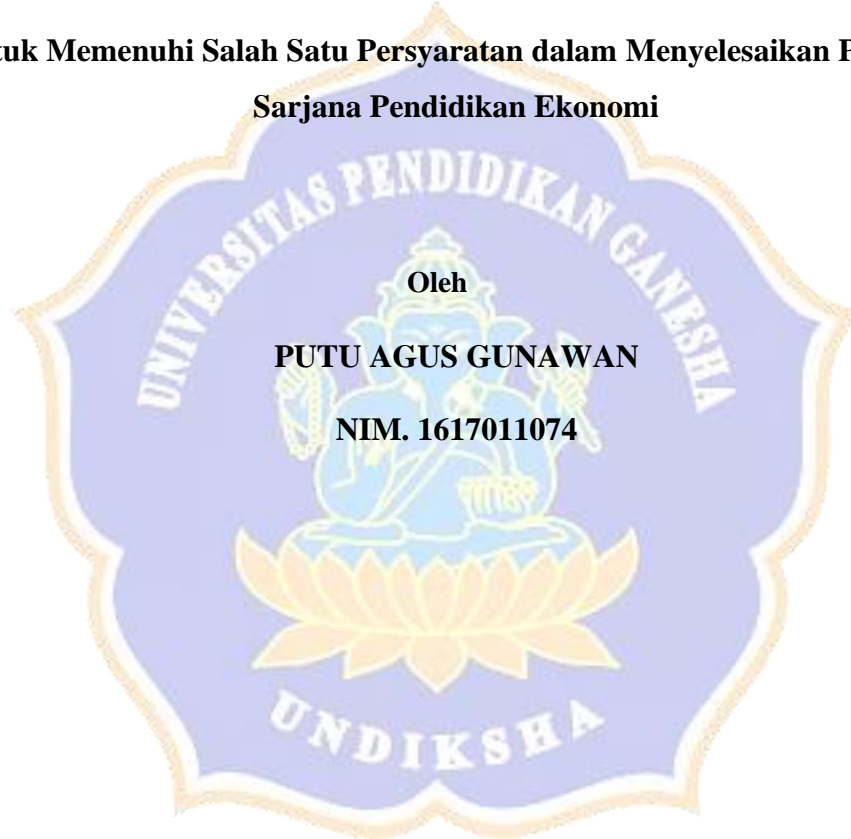 tuk Memenuhi Salah Satu Persyaratan dalam Menyelesaikan P
Sarjana Pendidikan Ekonomi
UNIVERSITAS PENDIDIKAN GANESHA
Oleh
PUTU AGUS GUNAWAN
NIM. 1617011074
UNDIKSHA